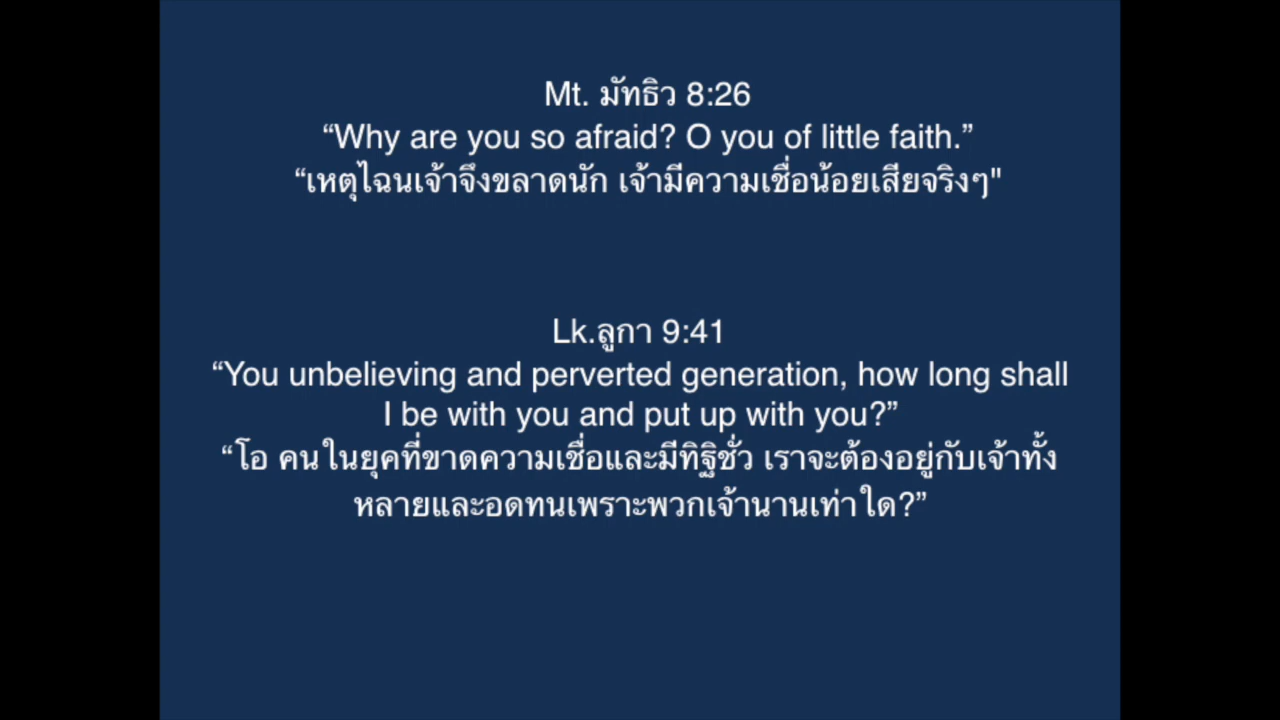 Mt. มัทธิว 8:26
“Why are you so afraid? O you of little faith.”
“เหตุไฉนเจ้าจึงขลาดนัก เจ้ามีความเชื่อน้อยเสียจริงๆ"
Lk.ลูกา 9:41
“You unbelieving and perverted generation, how long shall
I be with you and put up with you?”
“โอ คนในยุคที่ขาดความเชื่อและมีทิฐิชั่ว เราจะต้องอยู่กับเจ้าทั้ง
หลายและอดทนเพราะพวกเจ้านานเท่าใด?”